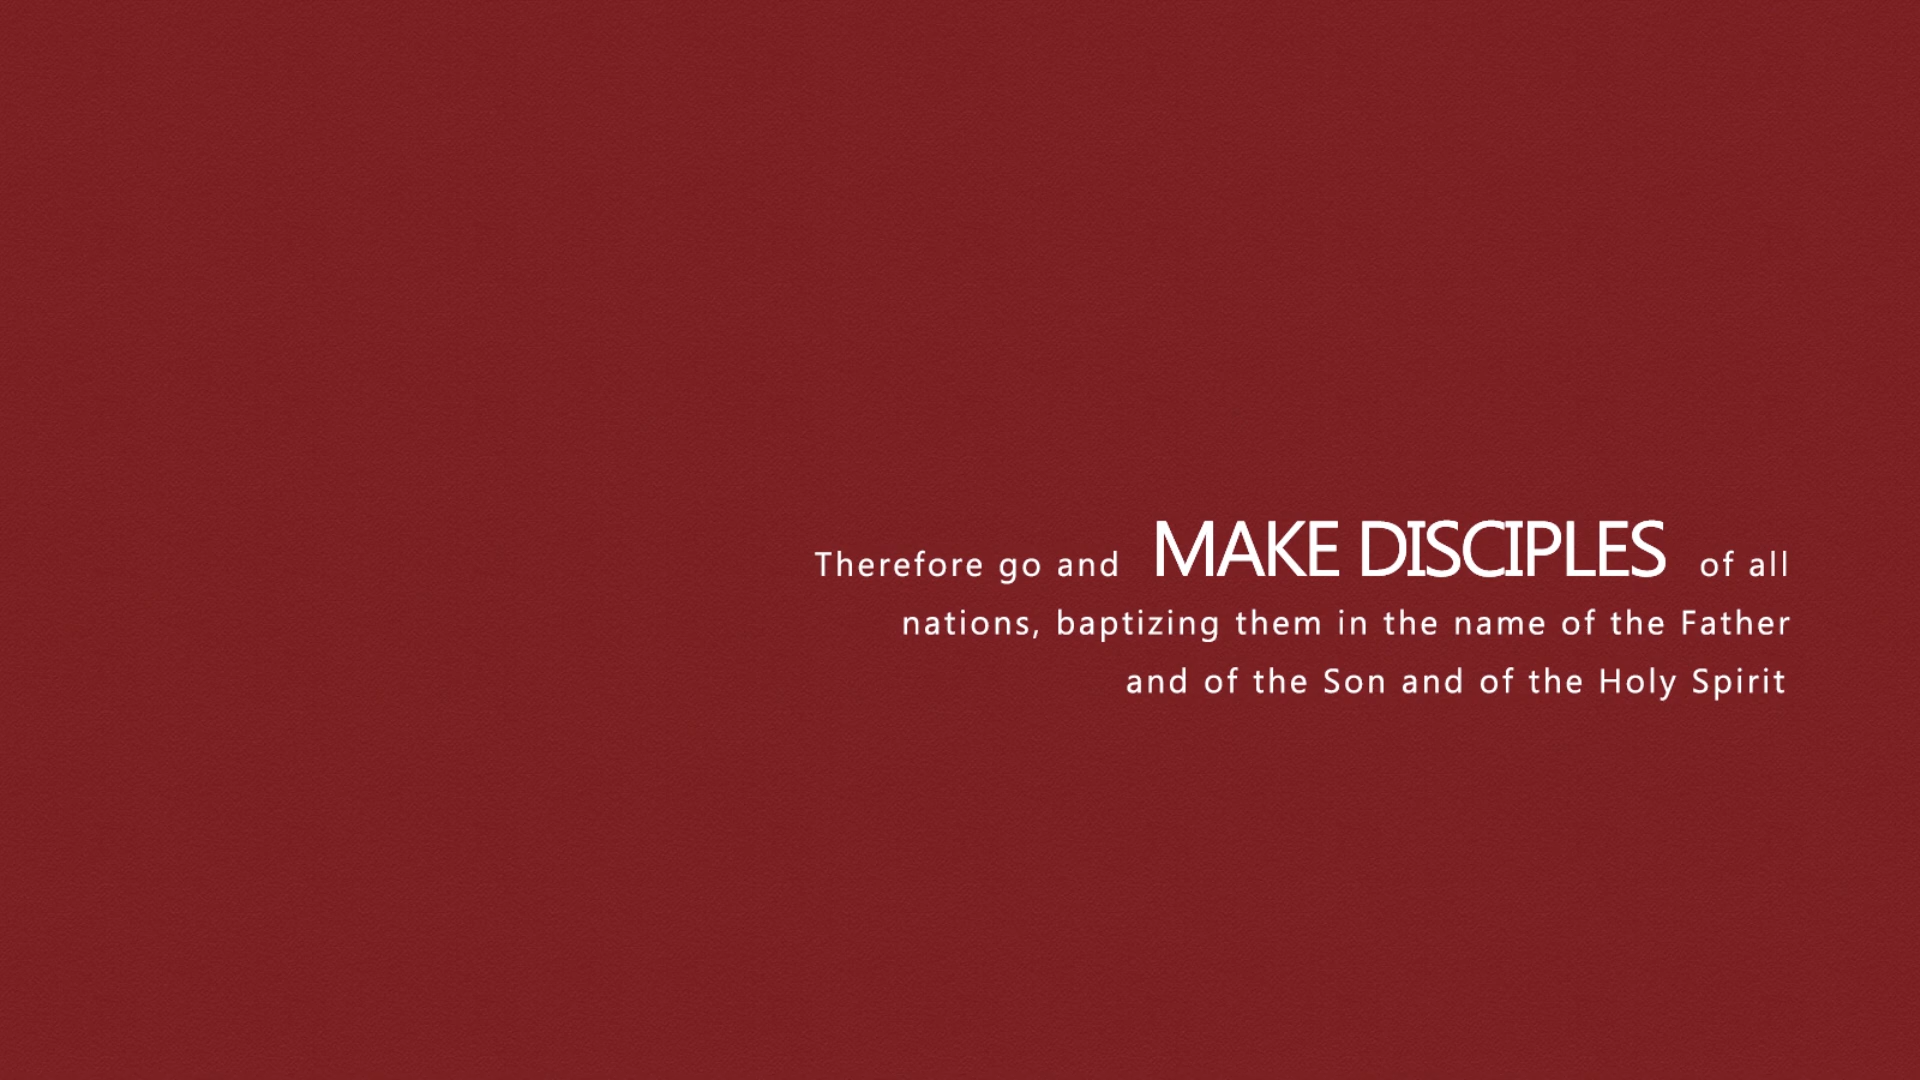 Therefore go and MAKE DISCIPLES of all
nations, baptizing them in the name of the Father
and of the Son and of the Holy Spirit